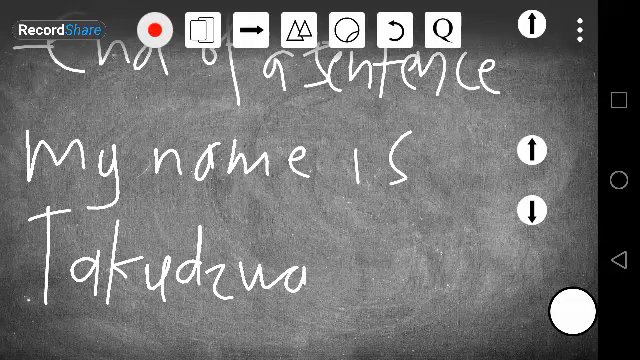 RecordShare
Q
End of a sentence
My name is
Takudzwa